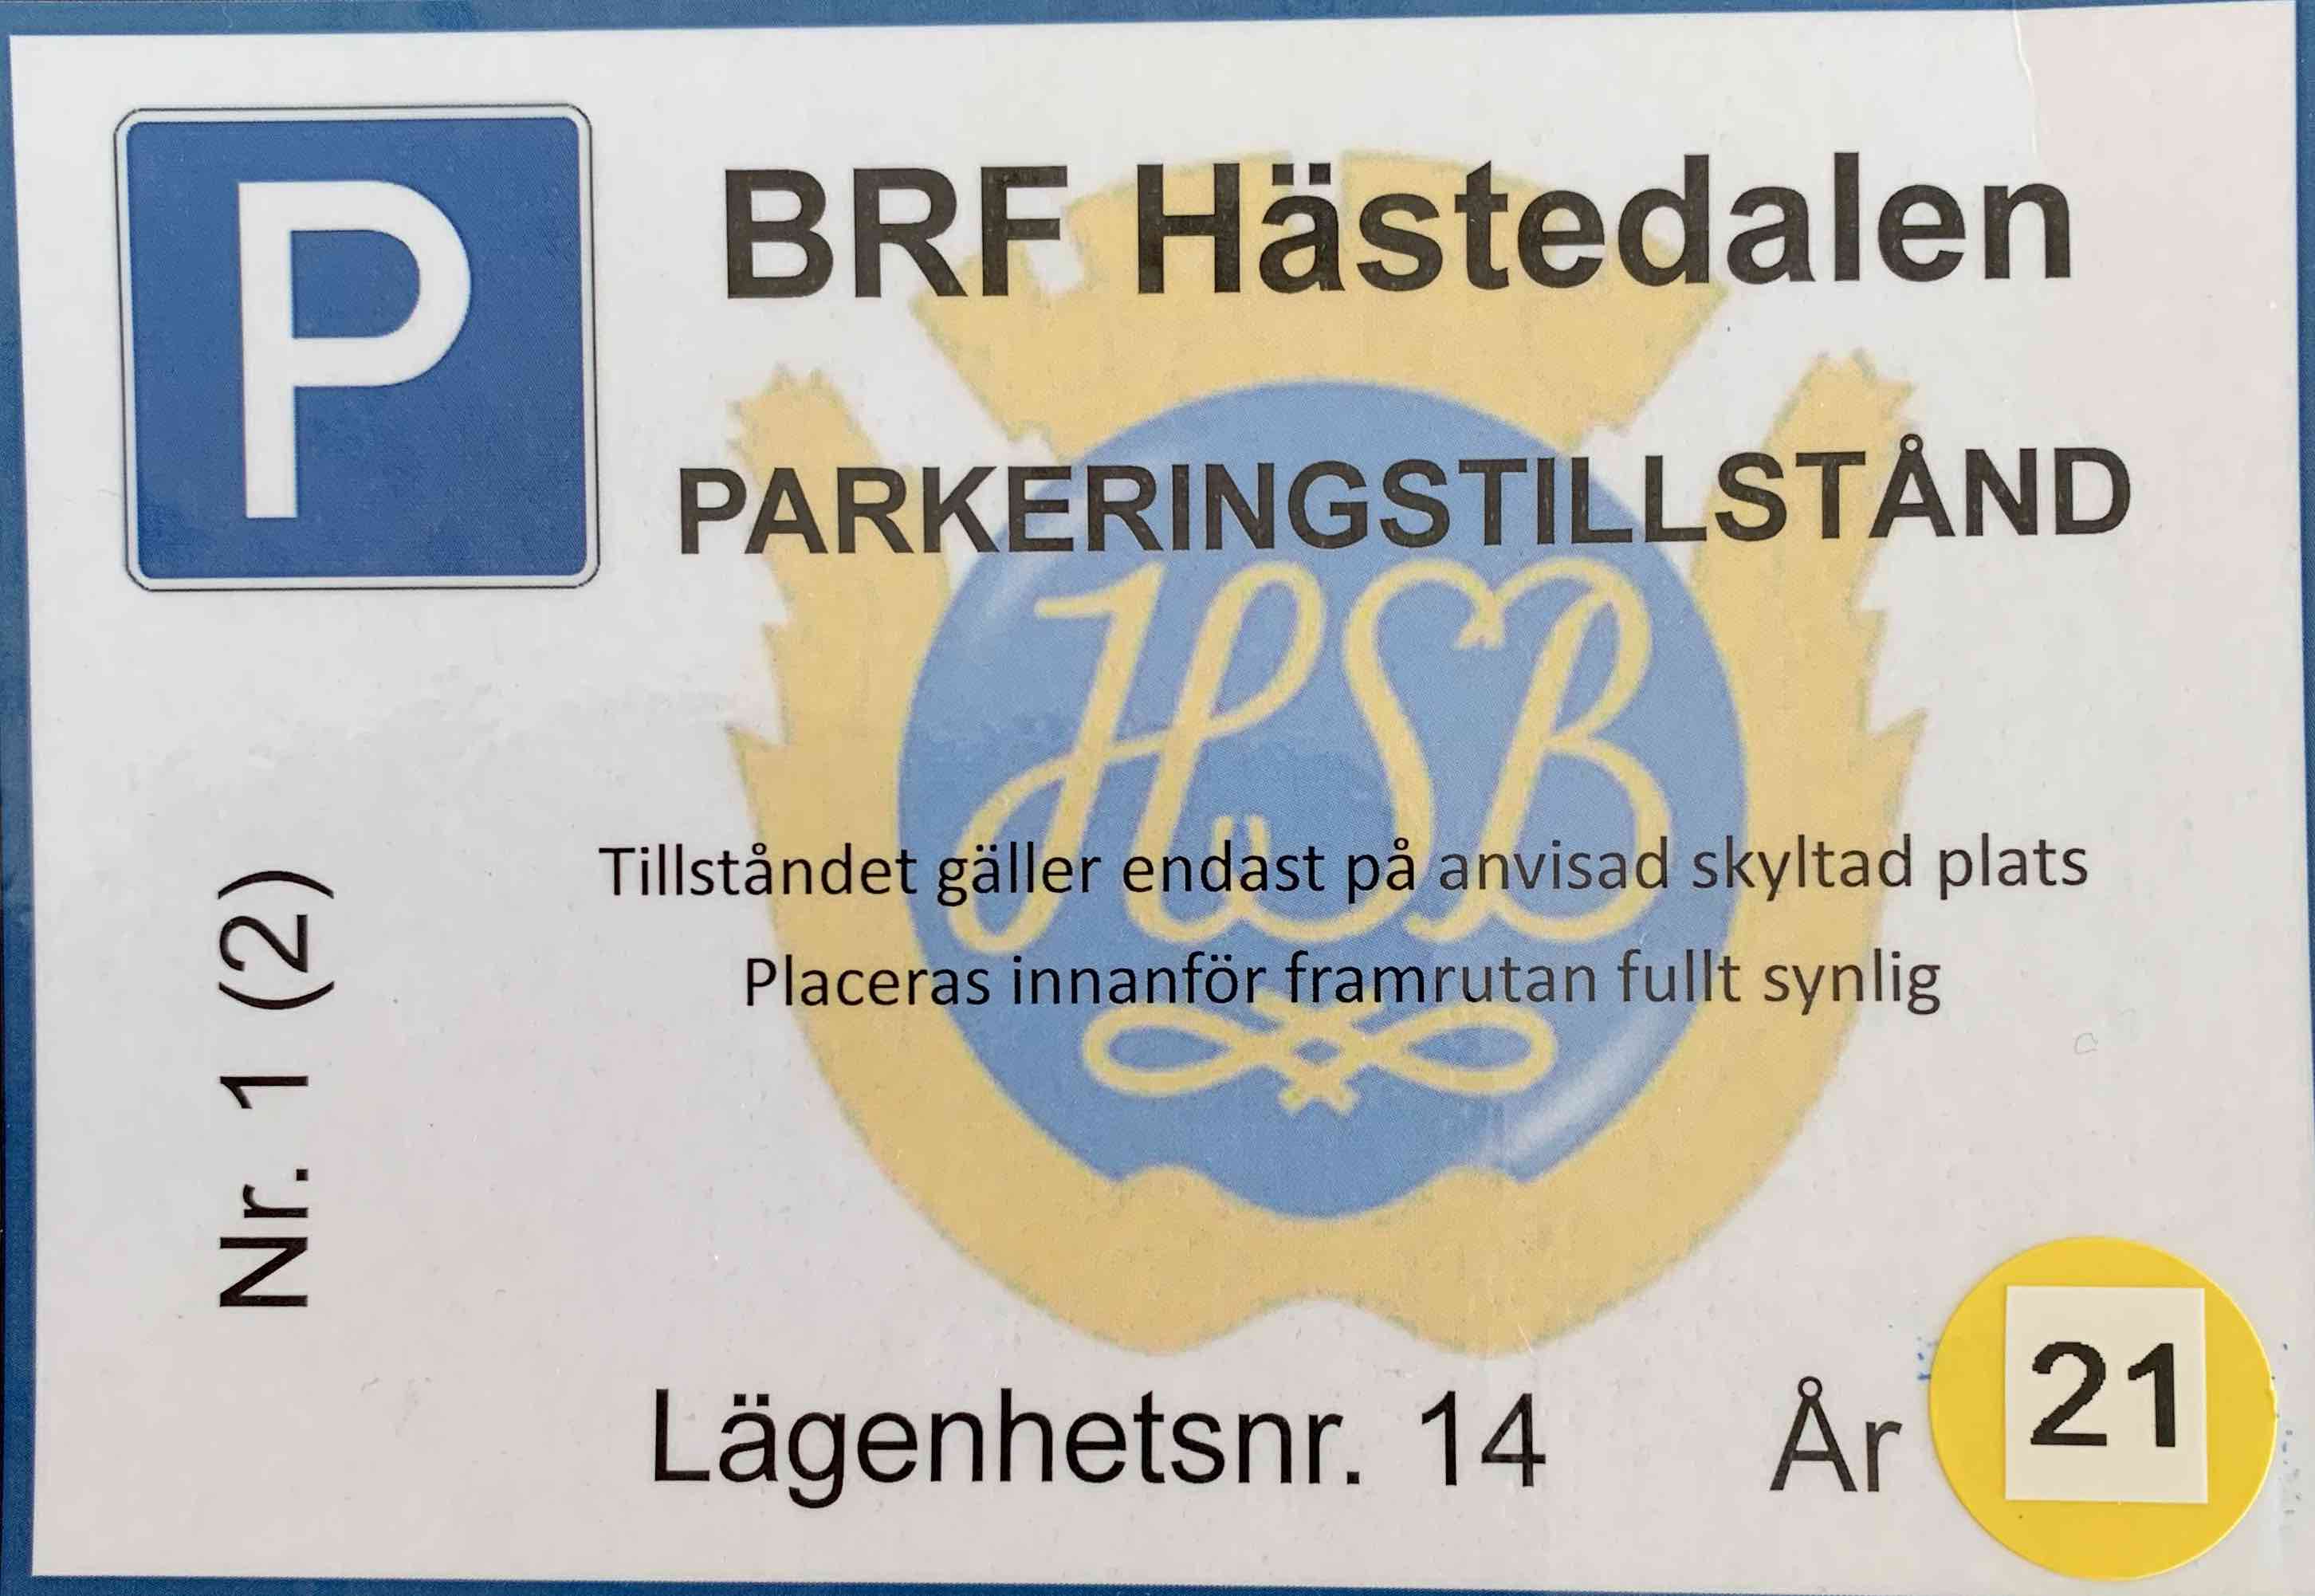 P
BRF Hästedalen
PARKERINGSTILLSTÅND
HSB
Tillståndet gäller endast på anvisad skyltad plats
Placeras innanför framrutan fullt synlig
Nr. 1 (2)
Lägenhetsnr. 14 År 21